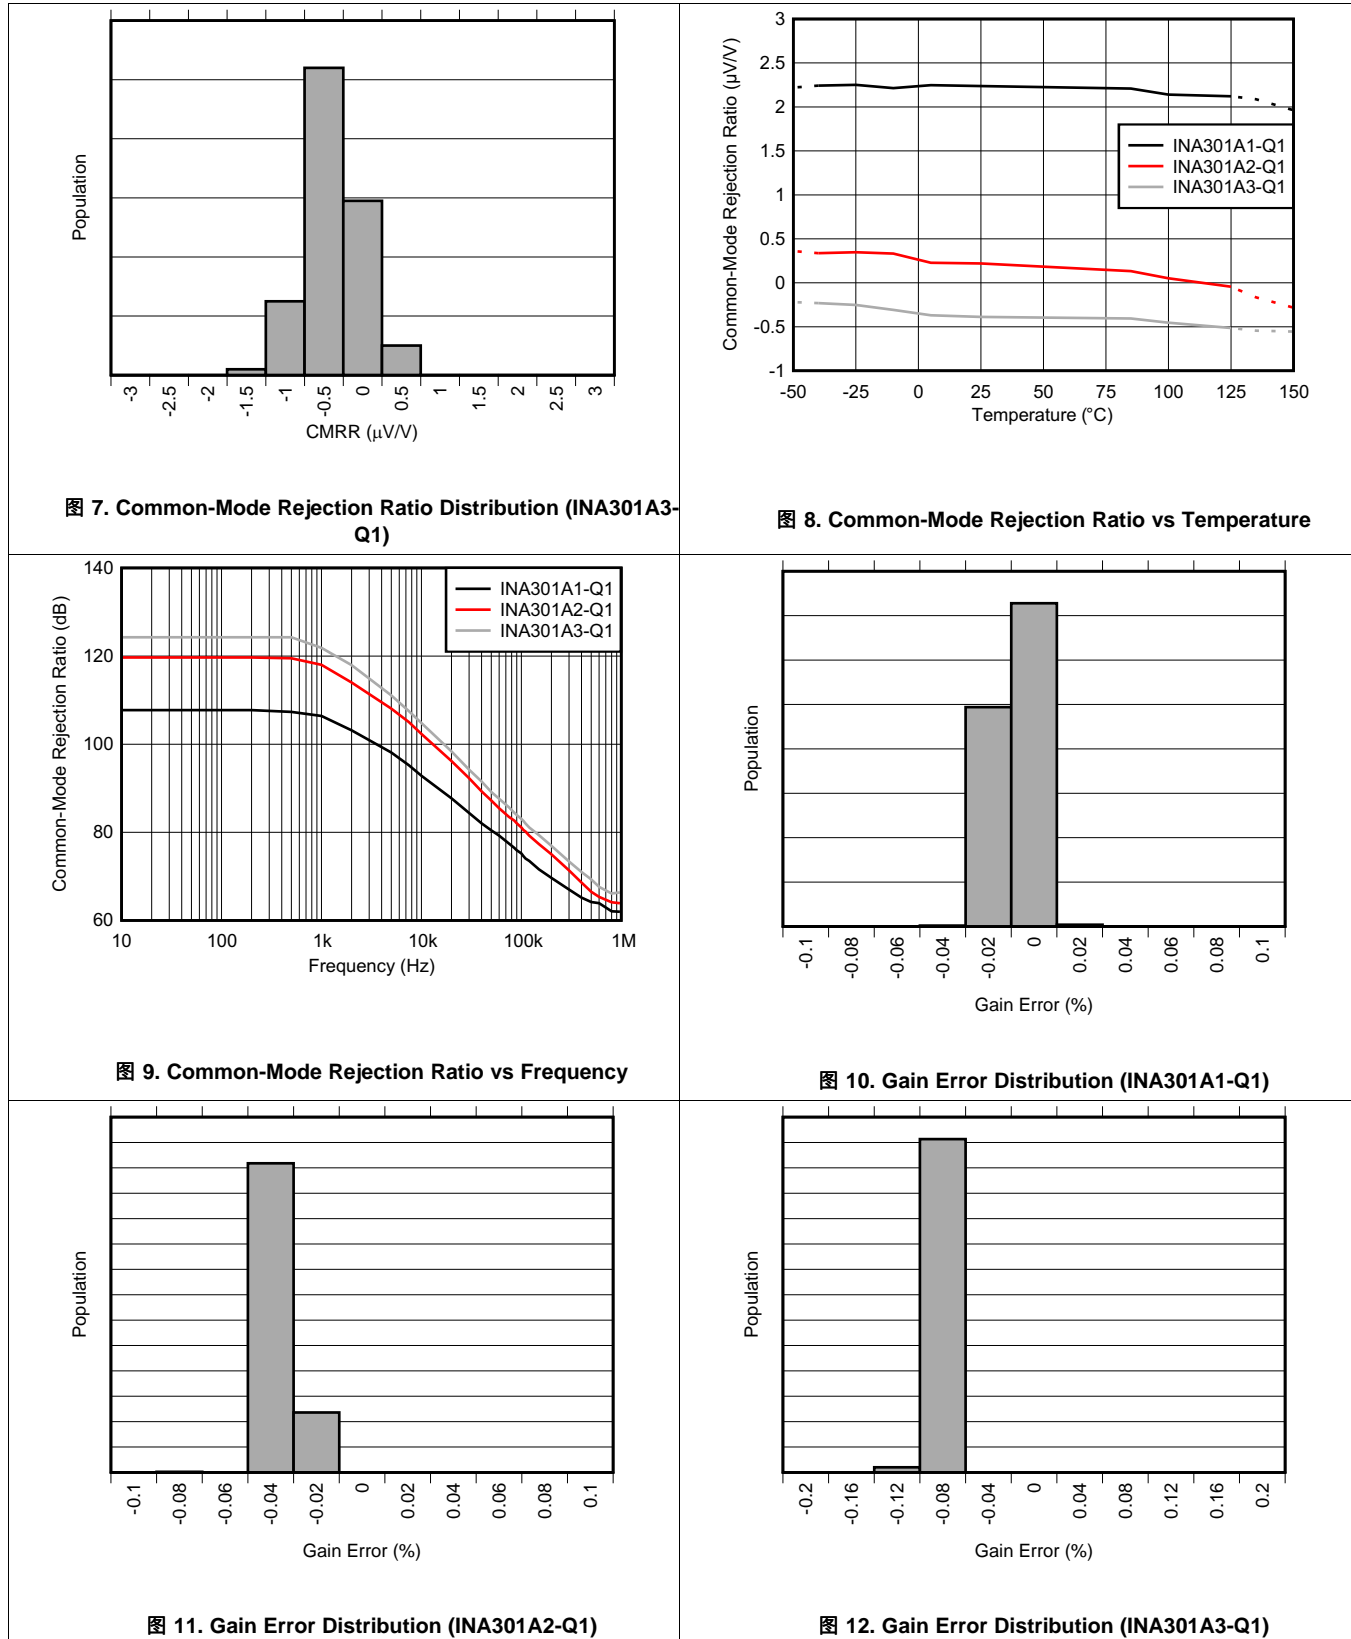 Population
-3
-2.5
-2
-1.5
-1
-0.5
0
0.5
1
1.5
2
2.5
3
CMRR (μV/V)
图 7. Common-Mode Rejection Ratio Distribution (INA301A3-
Q1)
Common-Mode Rejection Ratio (μV/V)
3
2.5
2
1.5
1
0.5
0
-0.5
-1
-50
-25
0
25
50
75
100
125
150
Temperature (°C)
INA301A1-Q1
INA301A2-Q1
INA301A3-Q1
图 8. Common-Mode Rejection Ratio vs Temperature
Common-Mode Rejection Ratio (dB)
140
120
100
80
60
10
100
1k
10k
100k
1M
Frequency (Hz)
INA301A1-Q1
INA301A2-Q1
INA301A3-Q1
图 9. Common-Mode Rejection Ratio vs Frequency
Population
-0.1
-0.08
-0.06
-0.04
-0.02
0
0.02
0.04
0.06
0.08
0.1
Gain Error (%)
图 10. Gain Error Distribution (INA301A1-Q1)
Population
-0.1
-0.08
-0.06
-0.04
-0.02
0
0.02
0.04
0.06
0.08
0.1
Gain Error (%)
图 11. Gain Error Distribution (INA301A2-Q1)
Population
-0.2
-0.16
-0.12
-0.08
-0.04
0
0.04
0.08
0.12
0.16
0.2
Gain Error (%)
图 12. Gain Error Distribution (INA301A3-Q1)